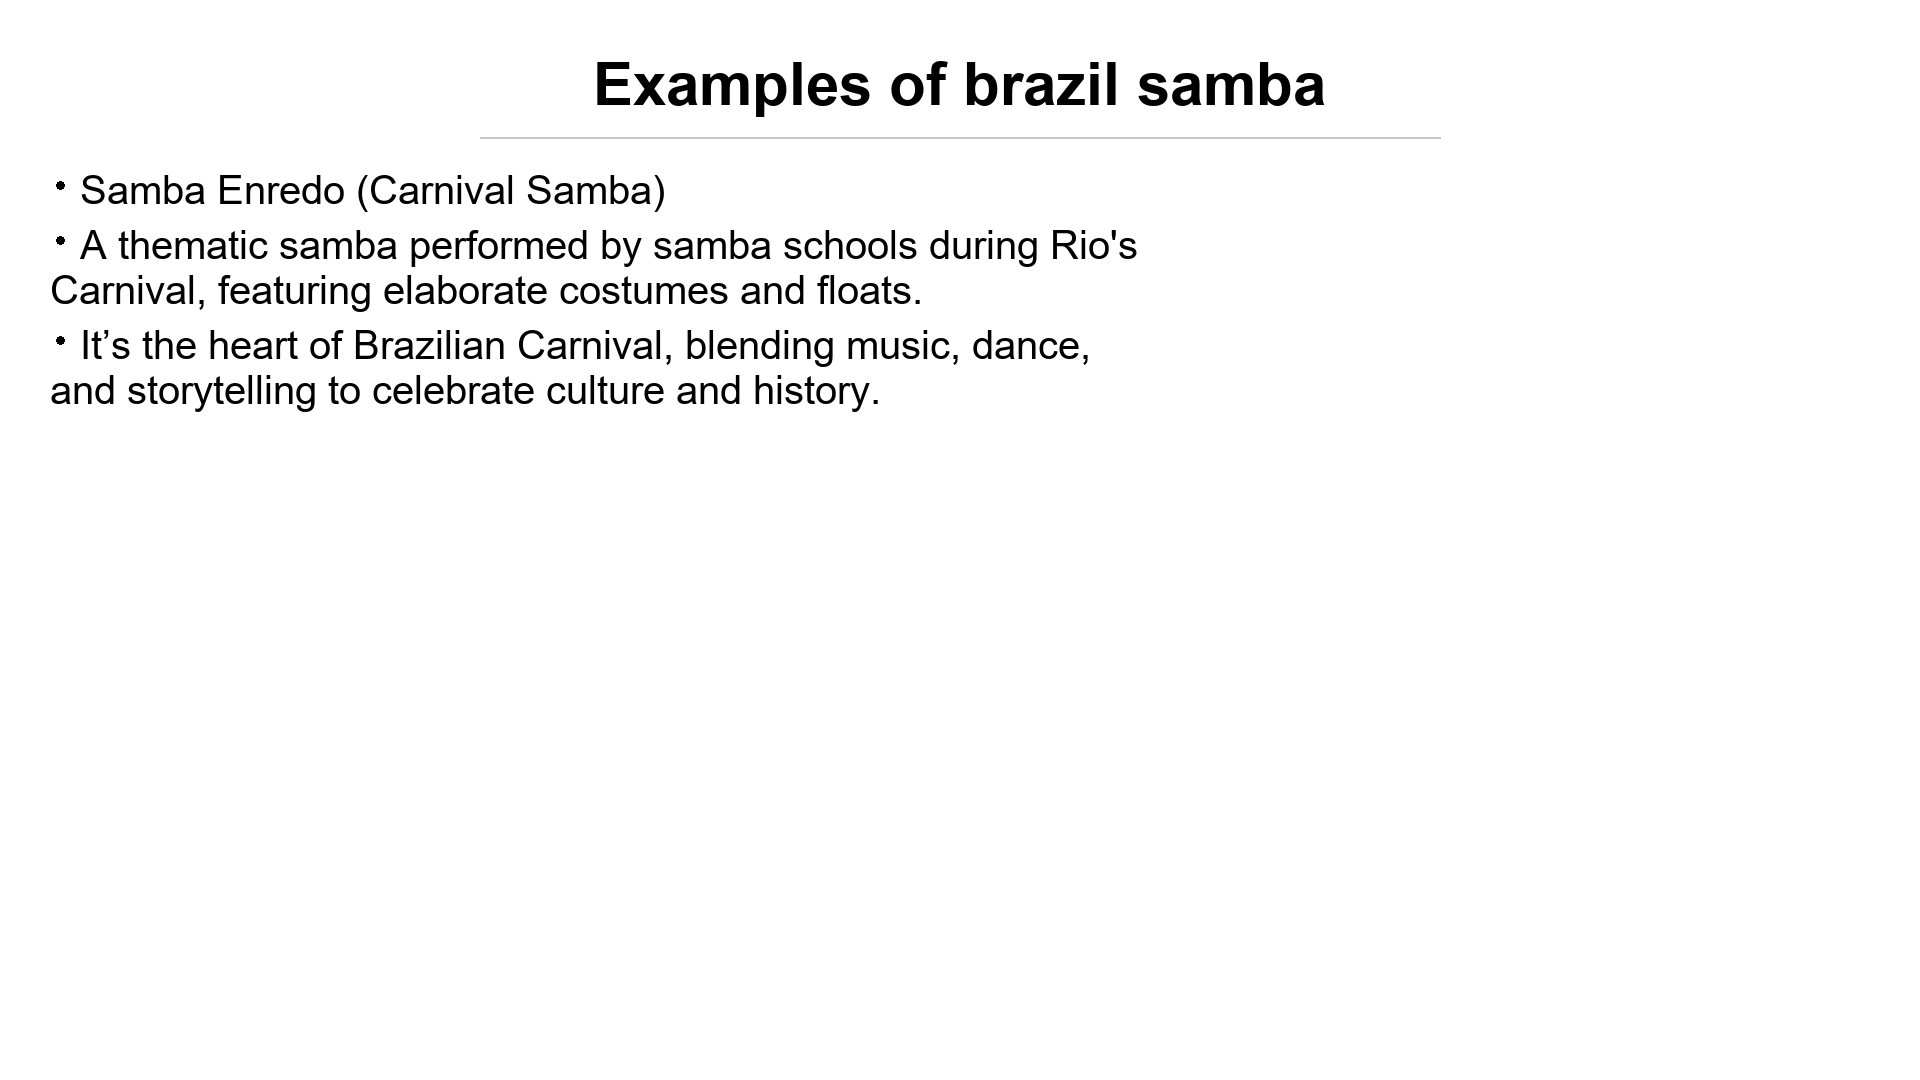 Examples of brazil samba
• Samba Enredo (Carnival Samba)
• A thematic samba performed by samba schools during Rio's
Carnival, featuring elaborate costumes and floats.
• It’s the heart of Brazilian Carnival, blending music, dance,
and storytelling to celebrate culture and history.